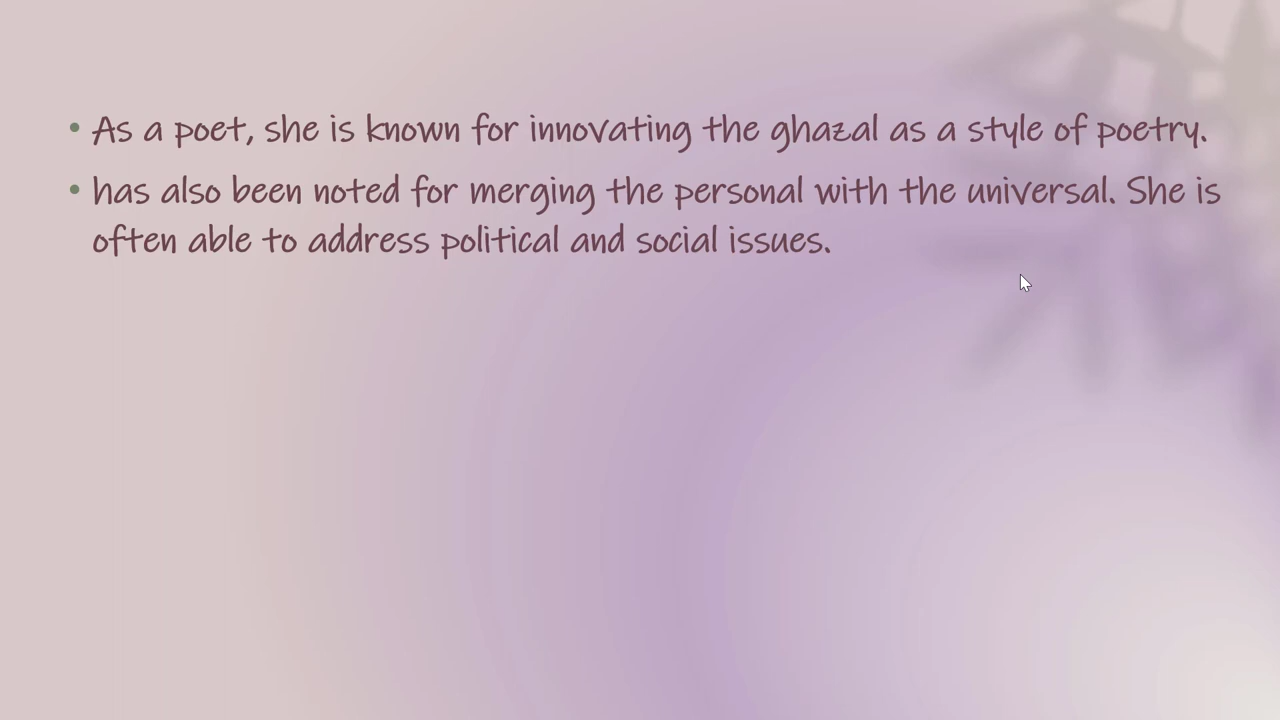 • As a poet, she is known for innovating the ghazal as a style of poetry.
• has also been noted for merging the personal with the universal. She is
often able to address political and social issues.